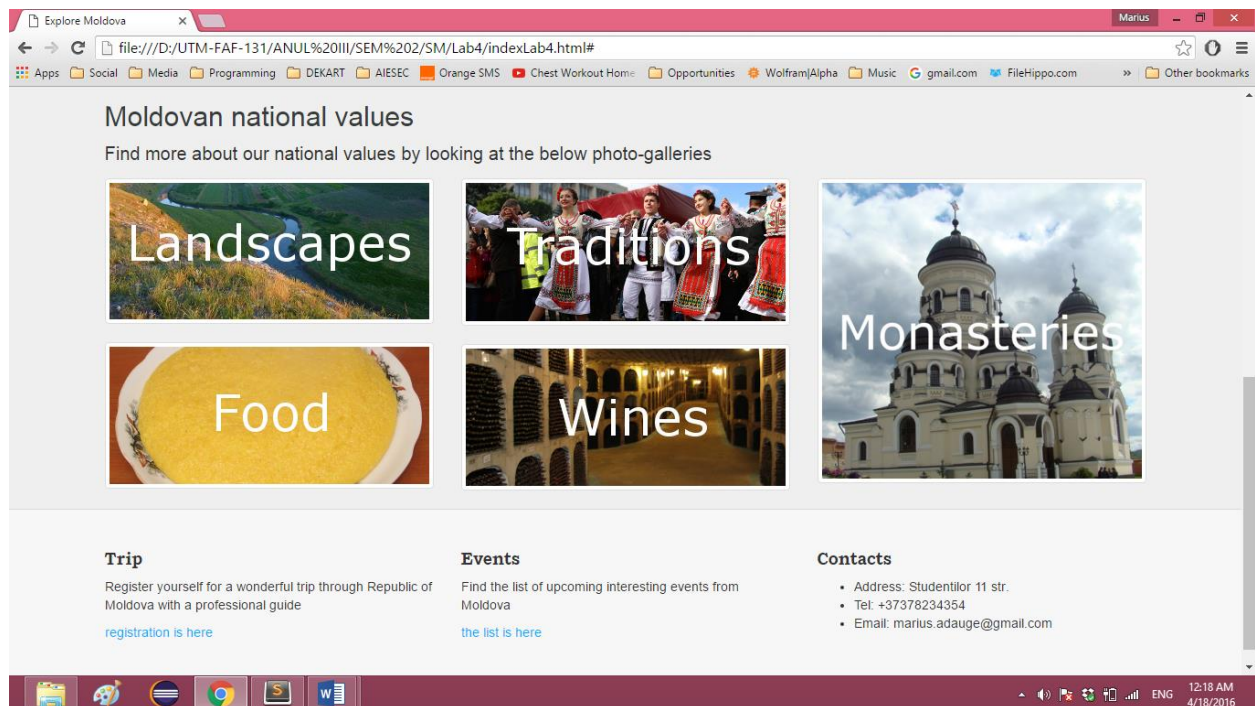 Explore Moldova
Marius
file:///D:/UTM-FAF-131/ANUL%20III/SEM%202/SM/Lab4/indexLab4.html#
Apps Social Media Programming DEKART AIESEC Orange SMS Chest Workout Home Opportunities Wolfram|Alpha Music gmail.com FileHippo.com » Other bookmarks
Moldovan national values
Find more about our national values by looking at the below photo-galleries
Landscapes
Traditions
Monasteries
Food
Wines
Trip
Register yourself for a wonderful trip through Republic of
Moldova with a professional guide
registration is here
Events
Find the list of upcoming interesting events from
Moldova
the list is here
Contacts
• Address: Studentilor 11 str.
• Tel: +37378234354
• Email: marius.adauge@gmail.com
ENG
12:18 AM
4/18/2016